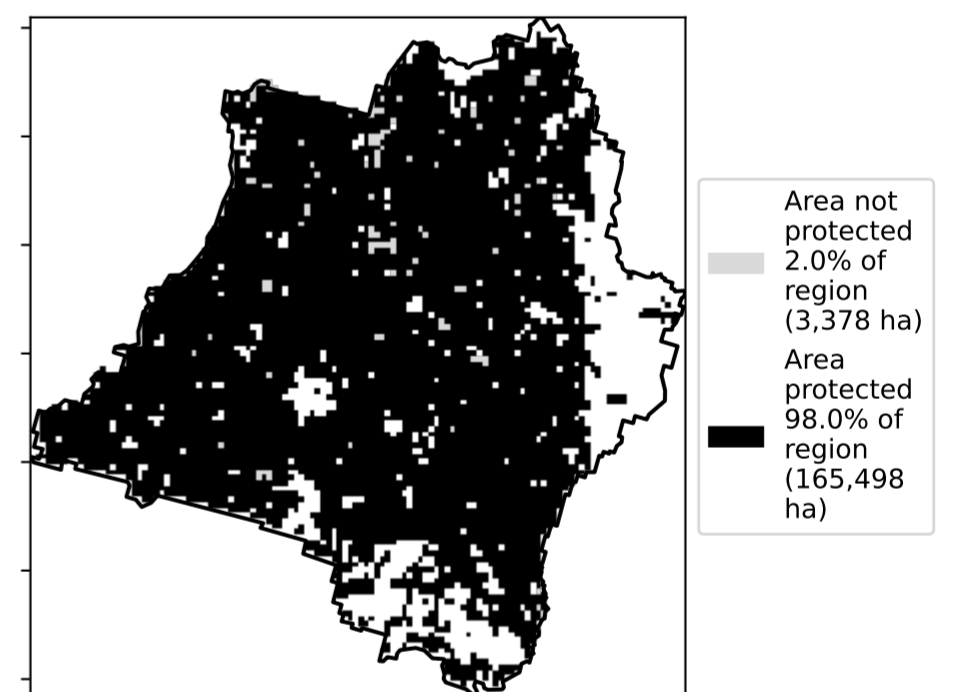 Area not
protected
2.0% of
region
(3,378 ha)
Area
protected
98.0% of
region
(165,498
ha)